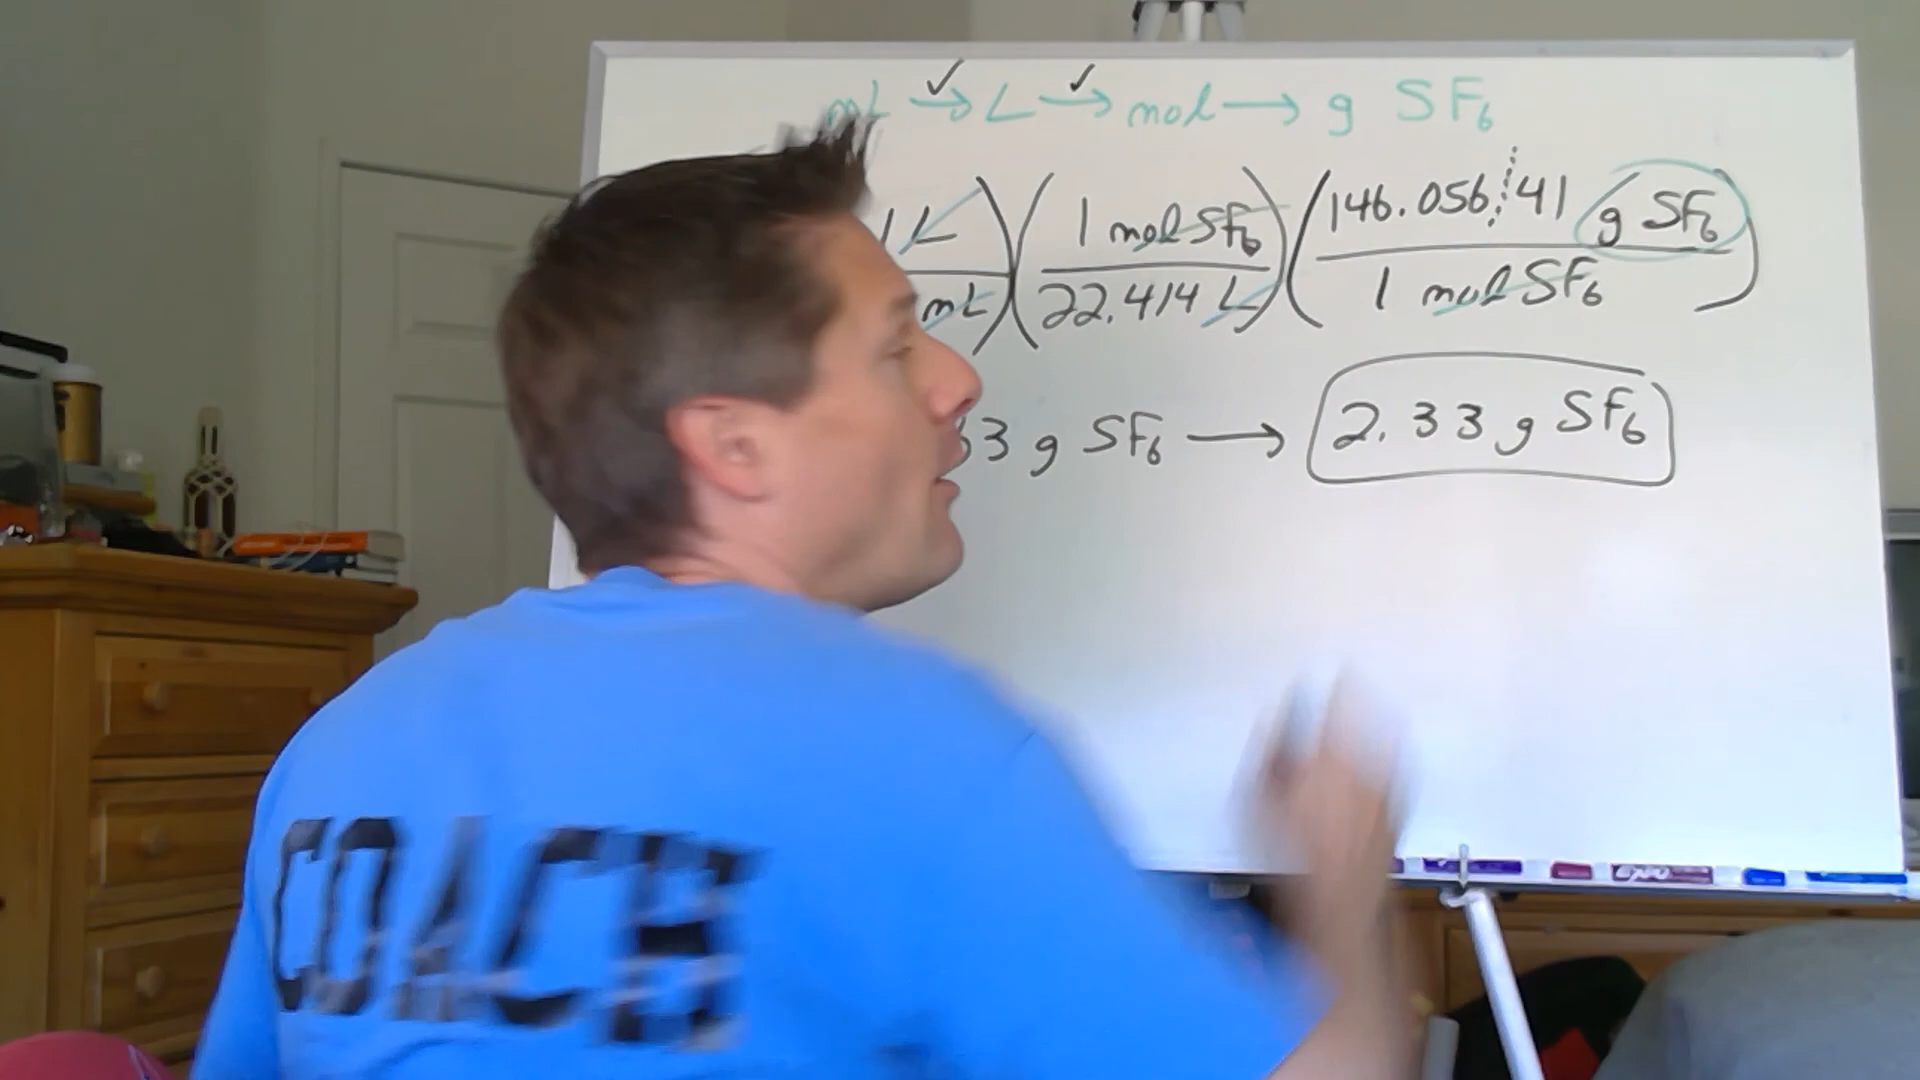 mL → L → mol → g SF₆
1 L ) ( 1 mol SF₆ ) ( 146.056 41 g SF₆ )
mL ) ( 22.414 L ) ( 1 mol SF₆ )
33 g SF₆ → 2.33 g SF₆
COACH
EXPO